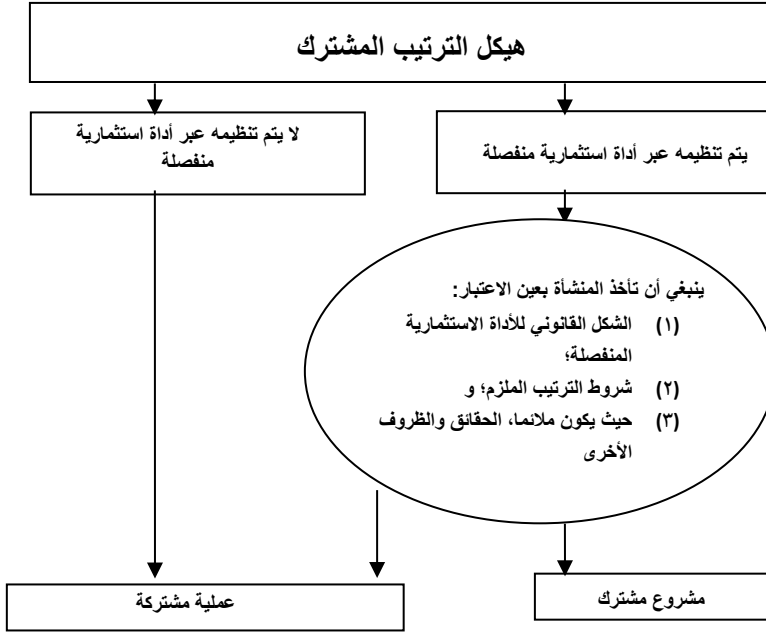 هيكل الترتيب المشترك
يتم تنظيمه عبر أداة استثمارية منفصلة
لا يتم تنظيمه عبر أداة استثمارية
منفصلة
ينبغي أن تأخذ المنشأة بعين الاعتبار:
(١) الشكل القانوني للأداة الاستثمارية
المنفصلة؛
(٢) شروط الترتيب الملزم؛ و
(٣) حيث يكون ملائما، الحقائق والظروف
الأخرى
مشروع مشترك
عملية مشتركة